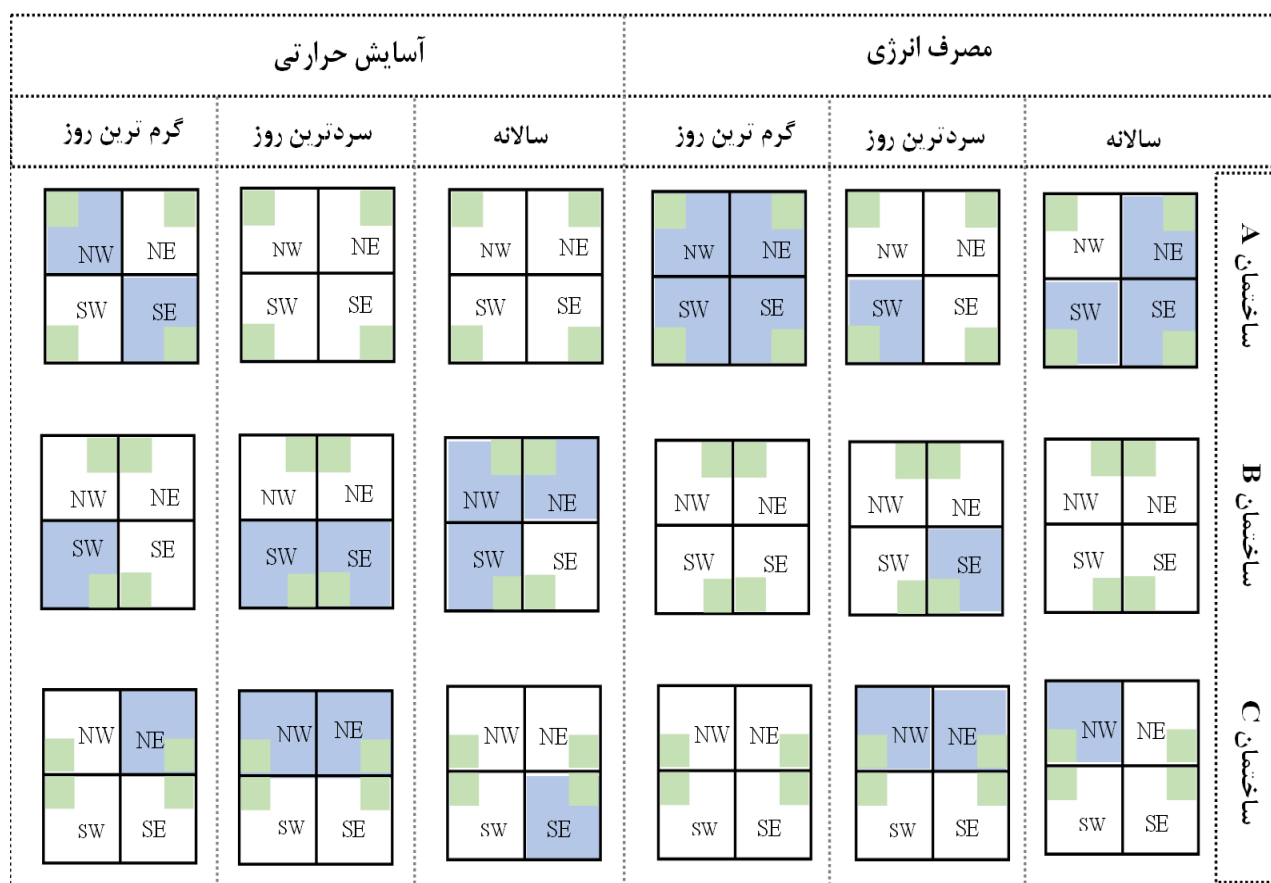 مصرف انرژی آسایش حرارتی
سالانه سردترین روز گرم ترین روز سالانه سردترین روز گرم ترین روز
ساختمان A
NW NE NW NE NW NE NW NE NW NE NW NE
SW SE SW SE SW SE SW SE SW SE SW SE
ساختمان B
NW NE NW NE NW NE NW NE NW NE NW NE
SW SE SW SE SW SE SW SE SW SE SW SE
ساختمان C
NW NE NW NE NW NE NW NE NW NE NW NE
SW SE SW SE SW SE SW SE SW SE SW SE